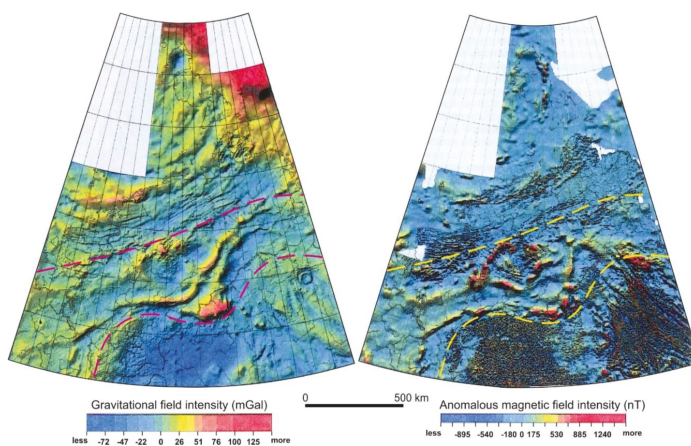 Gravitational field intensity (mGal)
less -72 -47 -22 0 26 51 76 100 125 more
0 500 km
Anomalous magnetic field intensity (nT)
less -895 -540 -180 0 175 530 885 1240 more